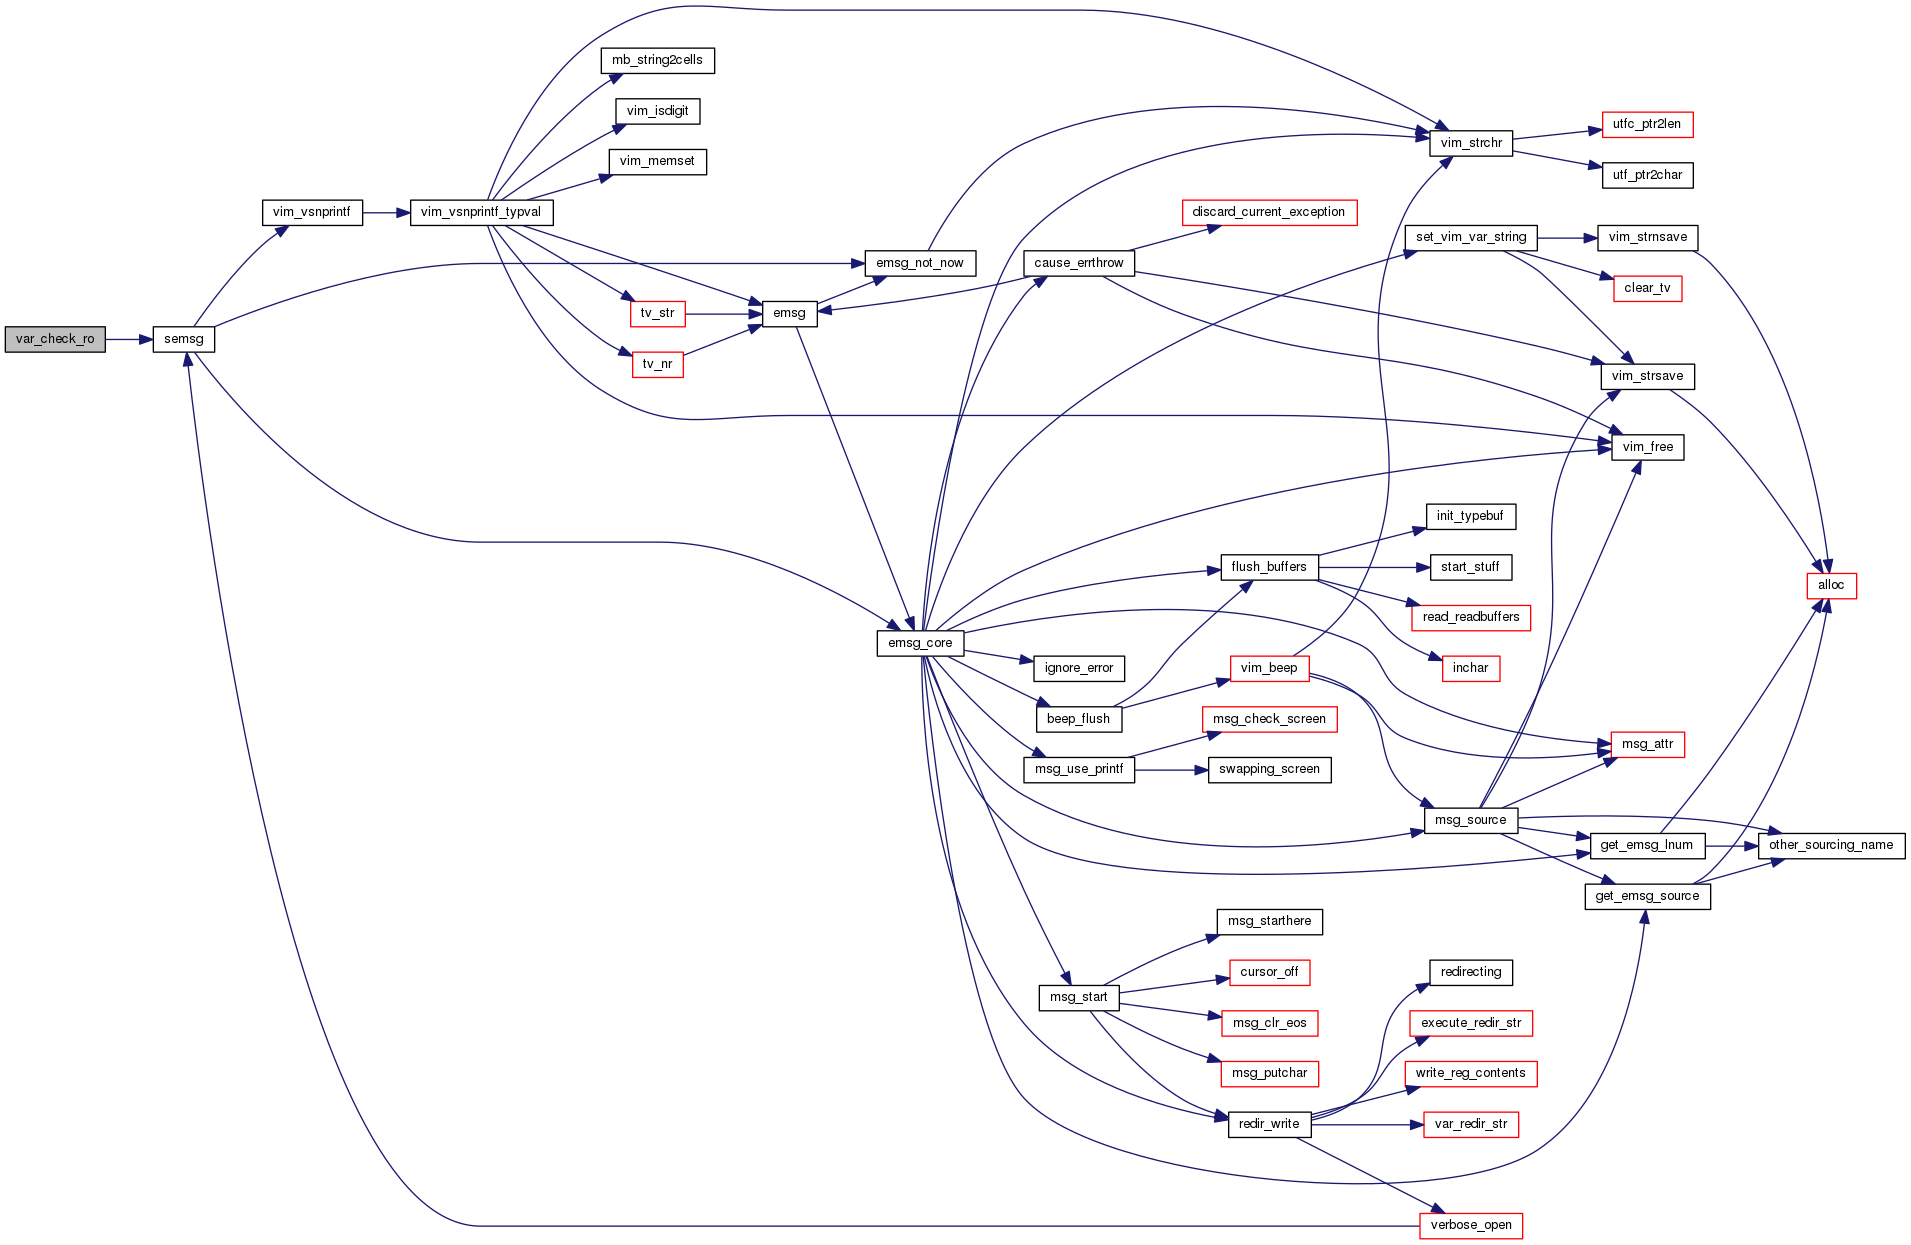 var_check_ro
semsg
vim_vsnprintf
vim_vsnprintf_typval
mb_string2cells
vim_isdigit
vim_memset
tv_str
tv_nr
emsg
emsg_not_now
emsg_core
cause_errthrow
discard_current_exception
ignore_error
beep_flush
msg_use_printf
msg_start
flush_buffers
vim_beep
msg_check_screen
swapping_screen
msg_starthere
cursor_off
msg_clr_eos
msg_putchar
redir_write
vim_strchr
set_vim_var_string
init_typebuf
start_stuff
read_readbuffers
inchar
msg_source
redirecting
execute_redir_str
write_reg_contents
var_redir_str
verbose_open
utfc_ptr2len
utf_ptr2char
vim_strnsave
clear_tv
vim_strsave
vim_free
msg_attr
get_emsg_lnum
get_emsg_source
alloc
other_sourcing_name